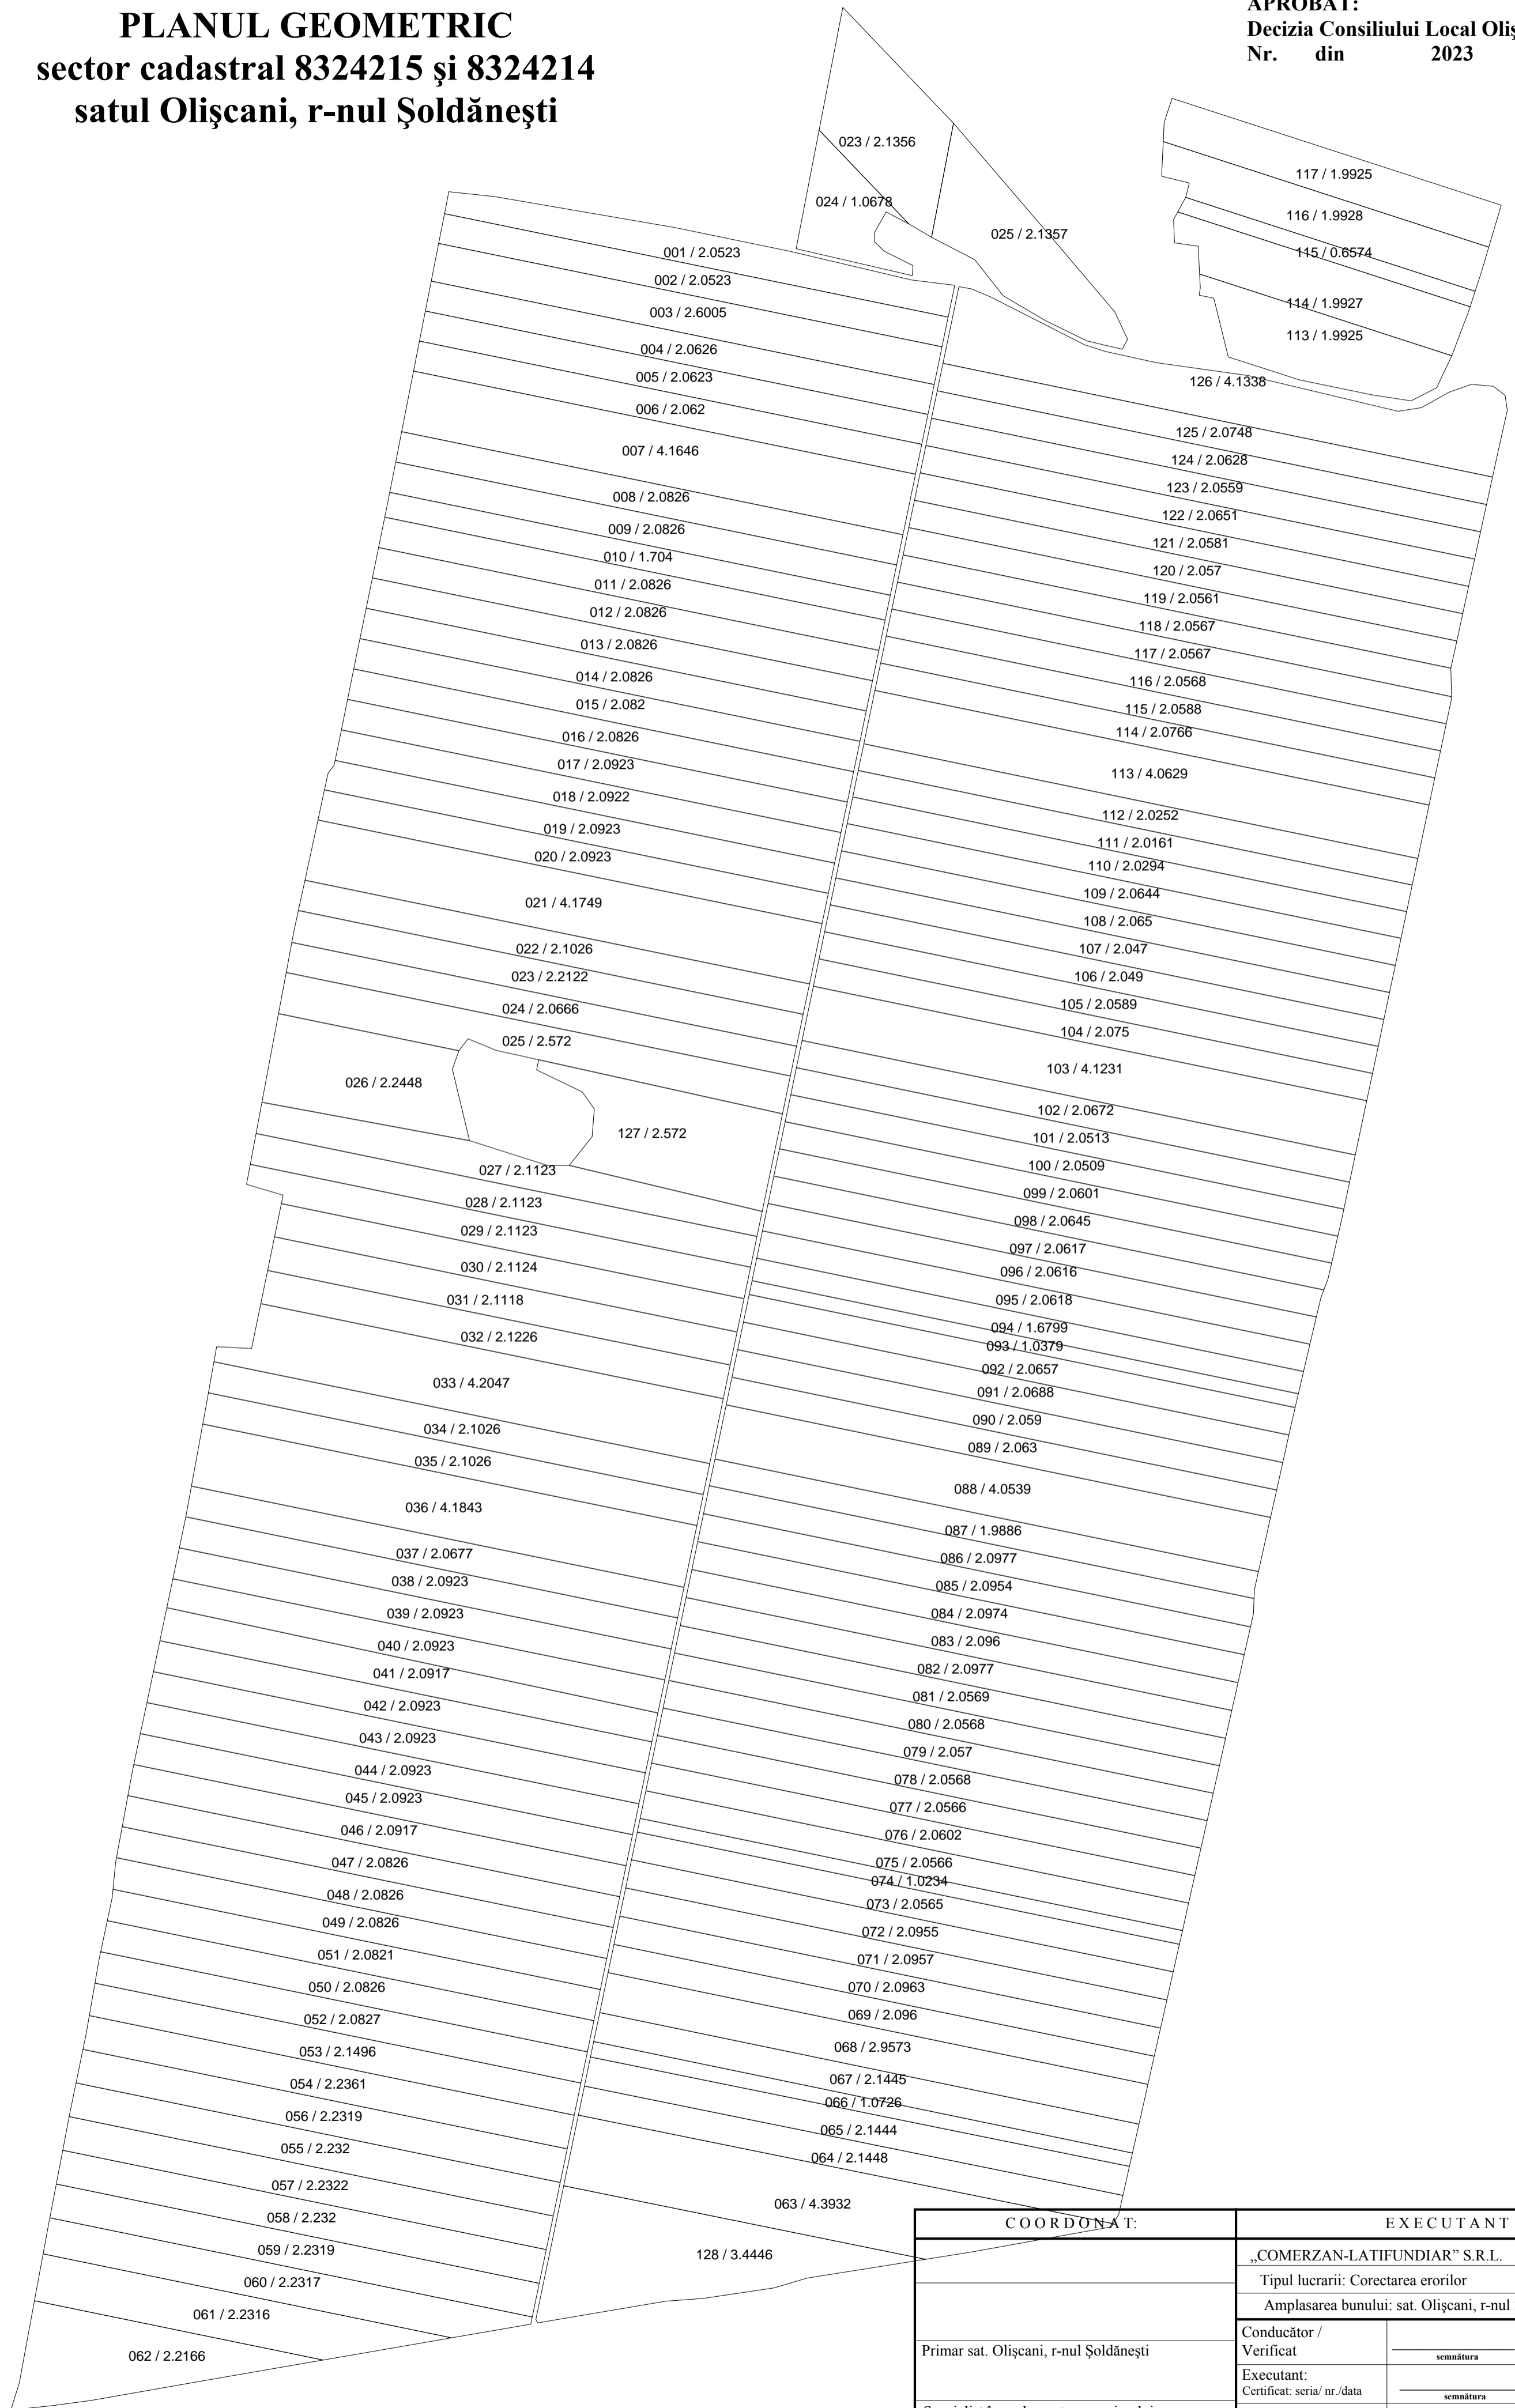 PLANUL GEOMETRIC
sector cadastral 8324215 şi 8324214
satul Olişcani, r-nul Şoldăneşti
APROBAT:
Decizia Consiliului Local Oliş
Nr. din 2023
023 / 2.1356
024 / 1.0678
025 / 2.1357
117 / 1.9925
116 / 1.9928
115 / 0.6574
114 / 1.9927
113 / 1.9925
001 / 2.0523
002 / 2.0523
003 / 2.6005
004 / 2.0626
005 / 2.0623
006 / 2.062
007 / 4.1646
008 / 2.0826
009 / 2.0826
010 / 1.704
011 / 2.0826
012 / 2.0826
013 / 2.0826
014 / 2.0826
015 / 2.082
016 / 2.0826
017 / 2.0923
018 / 2.0922
019 / 2.0923
020 / 2.0923
021 / 4.1749
022 / 2.1026
023 / 2.2122
024 / 2.0666
025 / 2.572
026 / 2.2448
127 / 2.572
027 / 2.1123
028 / 2.1123
029 / 2.1123
030 / 2.1124
031 / 2.1118
032 / 2.1226
033 / 4.2047
034 / 2.1026
035 / 2.1026
036 / 4.1843
037 / 2.0677
038 / 2.0923
039 / 2.0923
040 / 2.0923
041 / 2.0917
042 / 2.0923
043 / 2.0923
044 / 2.0923
045 / 2.0923
046 / 2.0917
047 / 2.0826
048 / 2.0826
049 / 2.0826
051 / 2.0821
050 / 2.0826
052 / 2.0827
053 / 2.1496
054 / 2.2361
056 / 2.2319
055 / 2.232
057 / 2.2322
058 / 2.232
059 / 2.2319
060 / 2.2317
061 / 2.2316
062 / 2.2166
126 / 4.1338
125 / 2.0748
124 / 2.0628
123 / 2.0559
122 / 2.0651
121 / 2.0581
120 / 2.057
119 / 2.0561
118 / 2.0567
117 / 2.0567
116 / 2.0568
115 / 2.0588
114 / 2.0766
113 / 4.0629
112 / 2.0252
111 / 2.0161
110 / 2.0294
109 / 2.0644
108 / 2.065
107 / 2.047
106 / 2.049
105 / 2.0589
104 / 2.075
103 / 4.1231
102 / 2.0672
101 / 2.0513
100 / 2.0509
099 / 2.0601
098 / 2.0645
097 / 2.0617
096 / 2.0616
095 / 2.0618
094 / 1.6799
093 / 1.0379
092 / 2.0657
091 / 2.0688
090 / 2.059
089 / 2.063
088 / 4.0539
087 / 1.9886
086 / 2.0977
085 / 2.0954
084 / 2.0974
083 / 2.096
082 / 2.0977
081 / 2.0569
080 / 2.0568
079 / 2.057
078 / 2.0568
077 / 2.0566
076 / 2.0602
075 / 2.0566
074 / 1.0234
073 / 2.0565
072 / 2.0955
071 / 2.0957
070 / 2.0963
069 / 2.096
068 / 2.9573
067 / 2.1445
066 / 1.0726
065 / 2.1444
064 / 2.1448
063 / 4.3932
128 / 3.4446
C O O R D O N A T:
Primar sat. Olişcani, r-nul Şoldăneşti
E X E C U T A N T
„COMERZAN-LATIFUNDIAR” S.R.L.
Tipul lucrarii: Corectarea erorilor
Amplasarea bunului: sat. Olişcani, r-nul
Conducător /
Verificat
semnătura
Executant:
Certificat: seria/ nr./data
semnătura